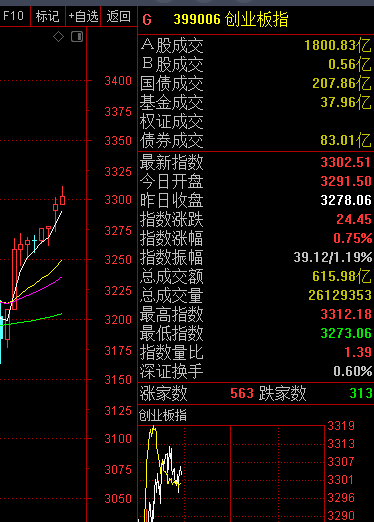 F10 标记 +自选 返回 G 399006 创业板指
A股成交 1800.83亿
B股成交 0.56亿
国债成交 207.86亿
基金成交 37.96亿
权证成交
债券成交 83.01亿
最新指数 3302.51
今日开盘 3291.50
昨日收盘 3278.06
指数涨跌 24.45
指数涨幅 0.75%
指数振幅 39.12/1.19%
总成交额 615.98亿
总成交量 26129353
最高指数 3312.18
最低指数 3273.06
指数量比 1.39
深证换手 0.60%
涨家数 563 跌家数 313
创业板指
3400
3375
3350
3325
3300
3275
3250
3225
3200
3175
3150
3125
3100
3075
3050
3319
3313
3307
3301
3296
3290